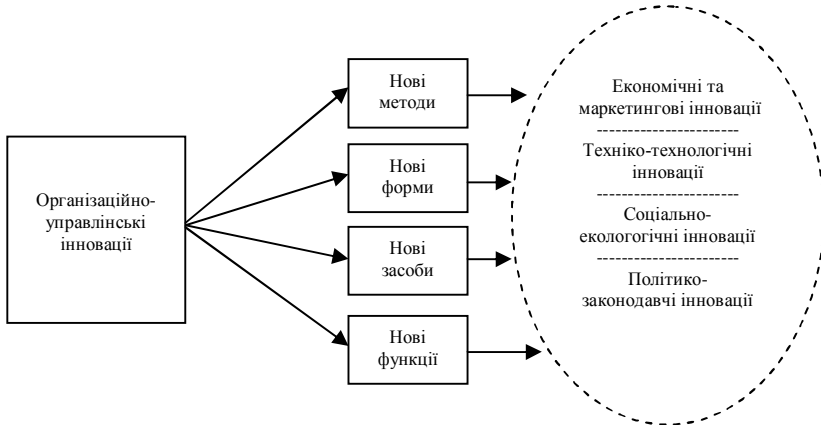 Організаційно-
управлінські
інновації
Нові
методи
Нові
форми
Нові
засоби
Нові
функції
Економічні та
маркетингові інновації
------------------------
Техніко-технологічні
інновації
------------------------
Соціально-
екологогічні інновації
------------------------
Політико-
законодавчі інновації